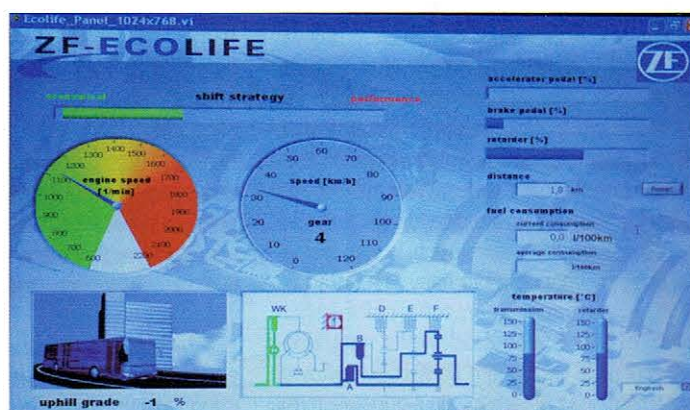 Ecolife_Panel_1024x768.vi
ZF-ECOLIFE
ZF
accelerator pedal [%]
economical shift strategy performance
brake pedal [%]
retarder [%]
engine speed
[1/min]
600 700 800 900 1000 1100 1200 1300 1400 1600 1700 1800 1900 2000 2200 2400
speed [km/h]
0 10 20 30 40 50 60 70 80 90 100 110 120
gear
4
distance
1,0 km
fuel consumption
current consumption
0,0 l/100km
average consumption
l/100km
temperature [°C]
transmission retarder
150 125 100 75 50 25 0
150 125 100 75 50 25 0
WK D E F
B
A
English
uphill grade -1 %